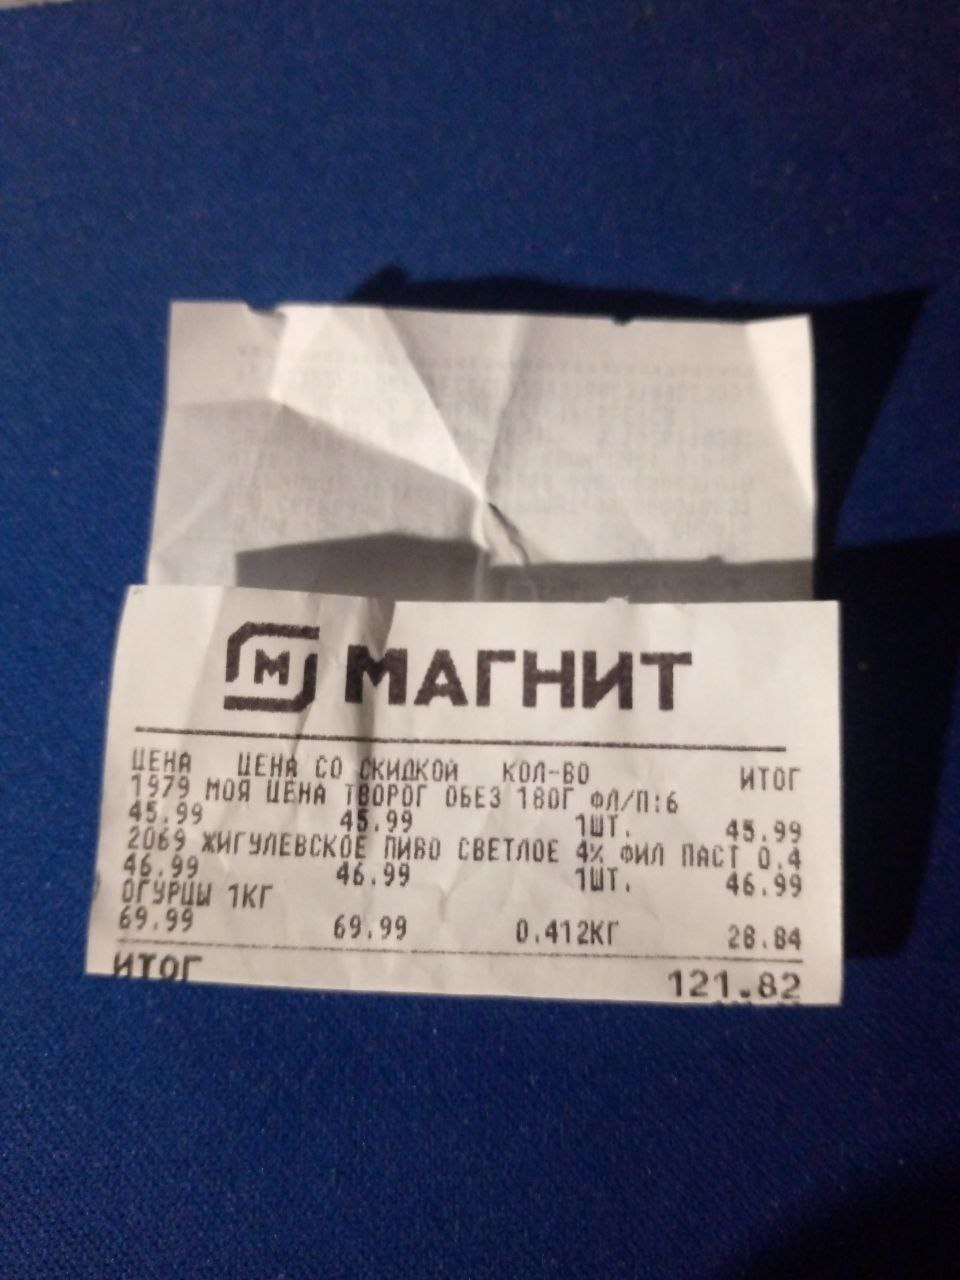 М МАГНИТ
ЦЕНА ЦЕНА СО СКИДКОЙ КОЛ-ВО ИТОГ
1979 МОЯ ЦЕНА ТВОРОГ ОБЕЗ 180Г ФЛ/П:6
45.99 45.99 1ШТ. 45.99
2069 ЖИГУЛЕВСКОЕ ПИВО СВЕТЛОЕ 4% ФИЛ ПАСТ 0.4
46.99 46.99 1ШТ. 46.99
ОГУРЦЫ 1КГ
69.99 69.99 0.412КГ 28.84
ИТОГ 121.82